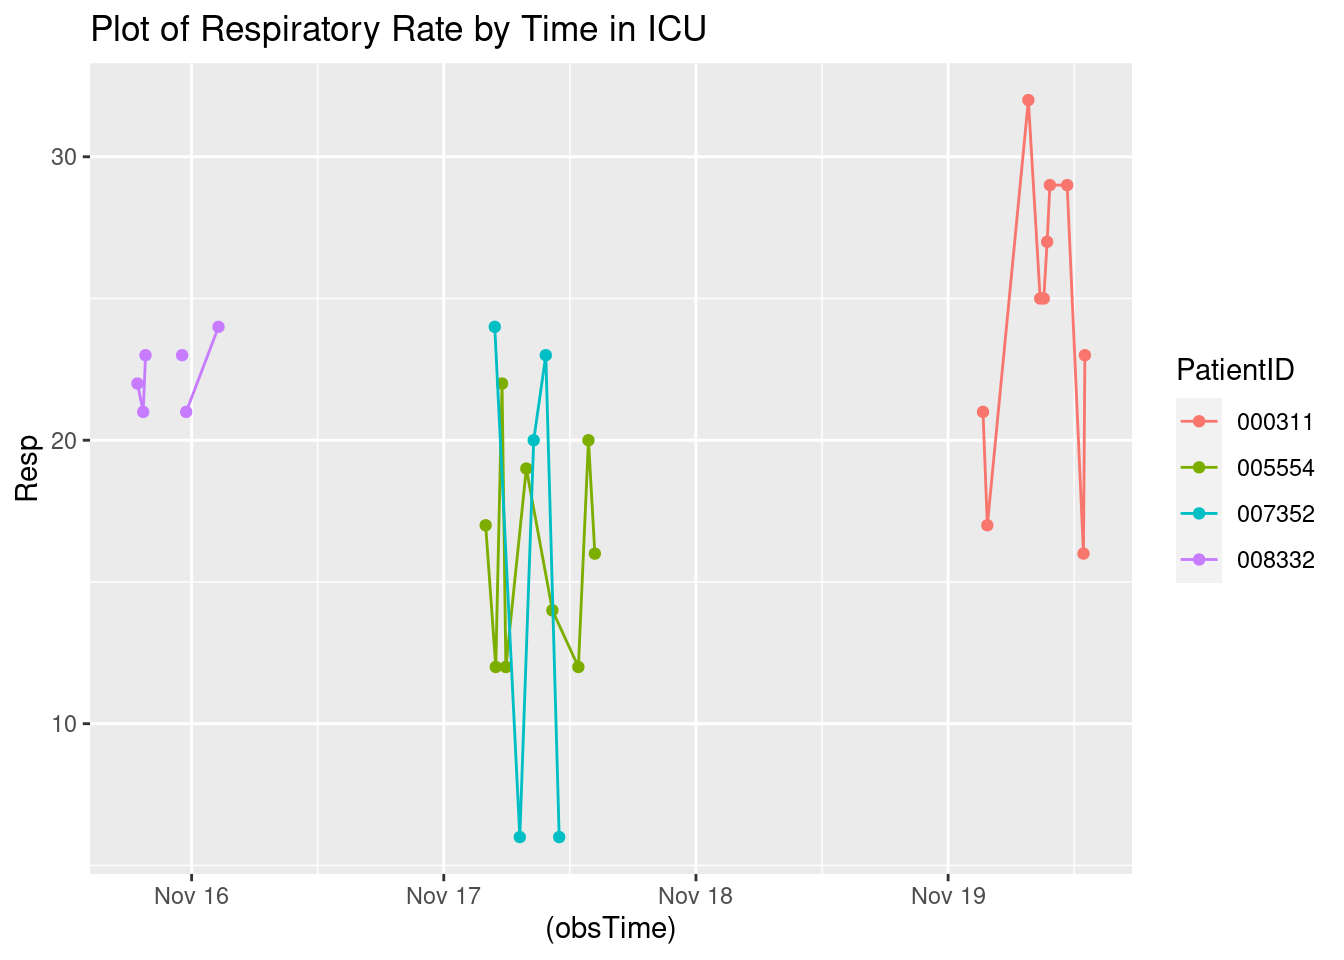 Plot of Respiratory Rate by Time in ICU
30
20
10
Resp
Nov 16 Nov 17 Nov 18 Nov 19
(obsTime)
PatientID
000311
005554
007352
008332